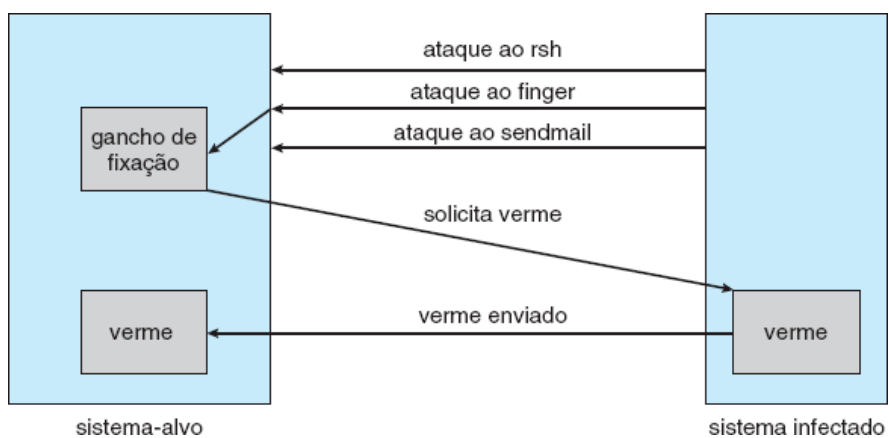 ataque ao rsh
ataque ao finger
ataque ao sendmail
gancho de
fixação
solicita verme
verme
verme enviado
verme
sistema-alvo
sistema infectado